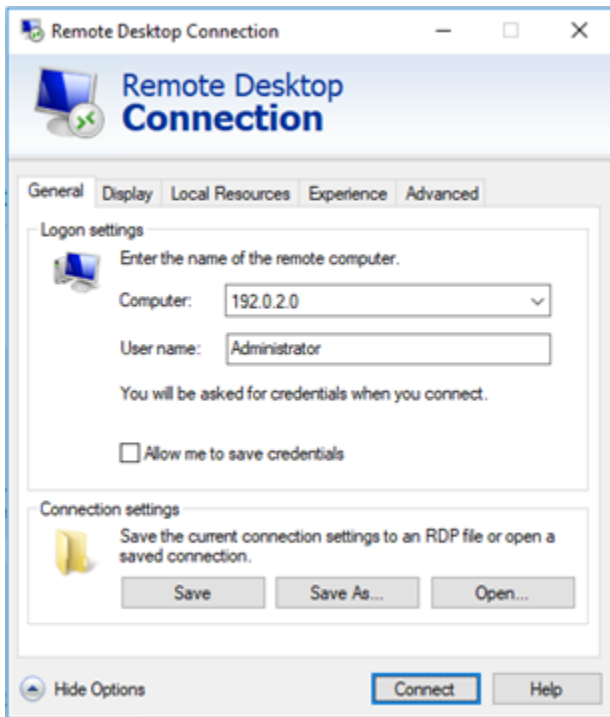 Remote Desktop Connection
Remote Desktop
Connection
General Display Local Resources Experience Advanced
Logon settings
Enter the name of the remote computer.
Computer: 192.0.2.0
User name: Administrator
You will be asked for credentials when you connect.
Allow me to save credentials
Connection settings
Save the current connection settings to an RDP file or open a
saved connection.
Save Save As... Open...
Hide Options Connect Help